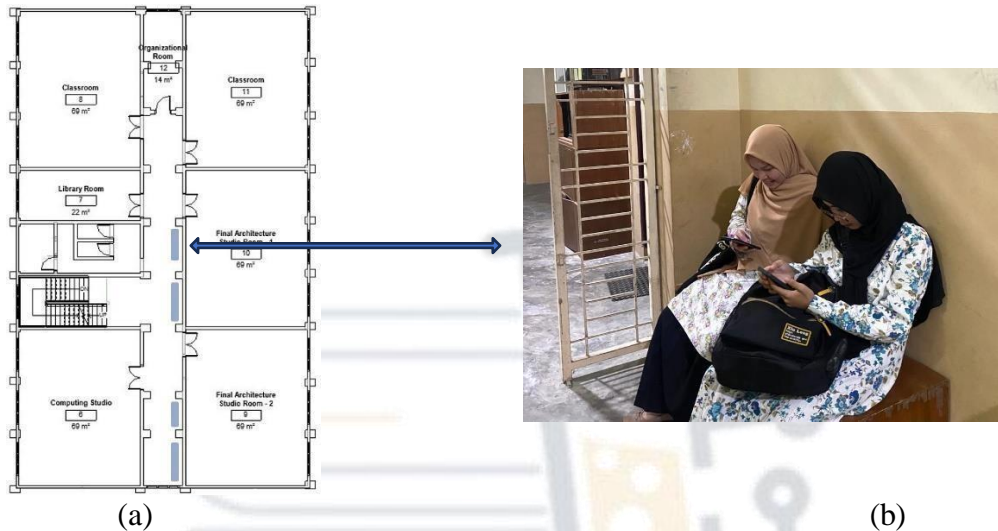 Organizational
Room
12
14 m²
Classroom
8
69 m²
Classroom
11
69 m²
Library Room
7
22 m²
Final Architecture
Studio Room - 1
10
69 m²
Computing Studio
6
69 m²
Final Architecture
Studio Room - 2
9
69 m²
(a)
(b)